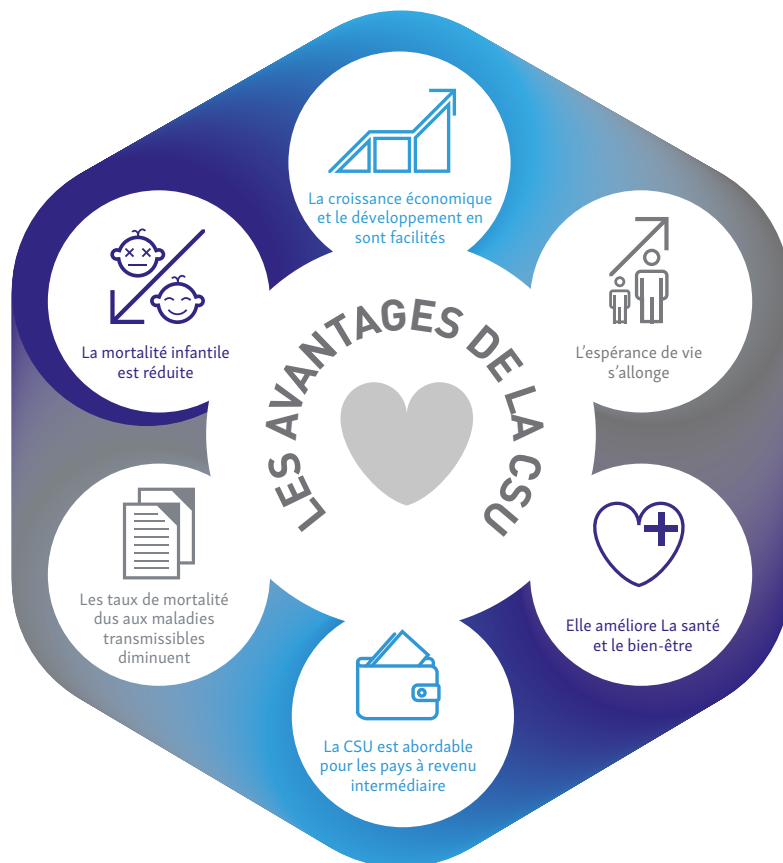 LES AVANTAGES DE LA CSU
La croissance économique
et le développement en
sont facilités
L'espérance de vie
s'allonge
Elle améliore La santé
et le bien-être
La CSU est abordable
pour les pays à revenu
intermédiaire
Les taux de mortalité
dus aux maladies
transmissibles
diminuent
La mortalité infantile
est réduite